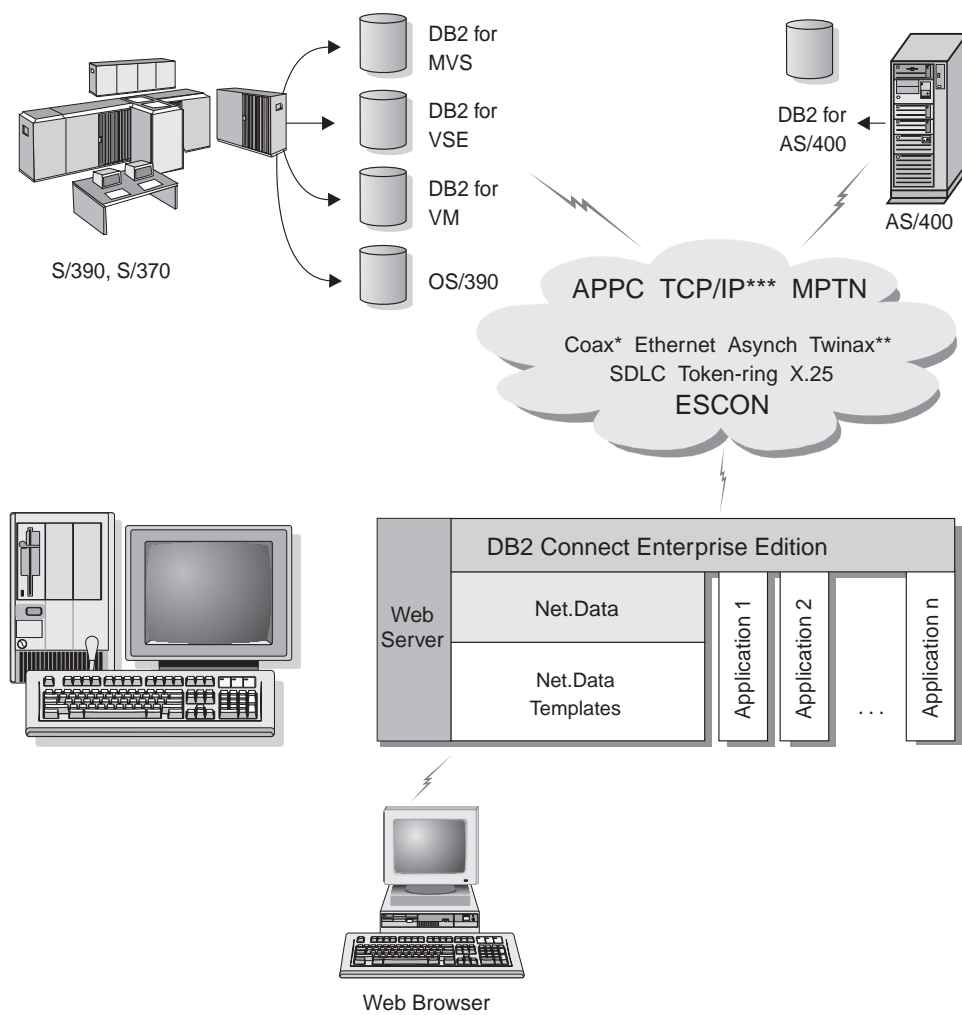 DB2 for
MVS
DB2 for
VSE
DB2 for
VM
OS/390
S/390, S/370
DB2 for
AS/400
AS/400
APPC TCP/IP*** MPTN
Coax* Ethernet Asynch Twinax**
SDLC Token-ring X.25
ESCON
DB2 Connect Enterprise Edition
Web
Server
Net.Data
Net.Data
Templates
Application 1
Application 2
. . .
Application n
Web Browser